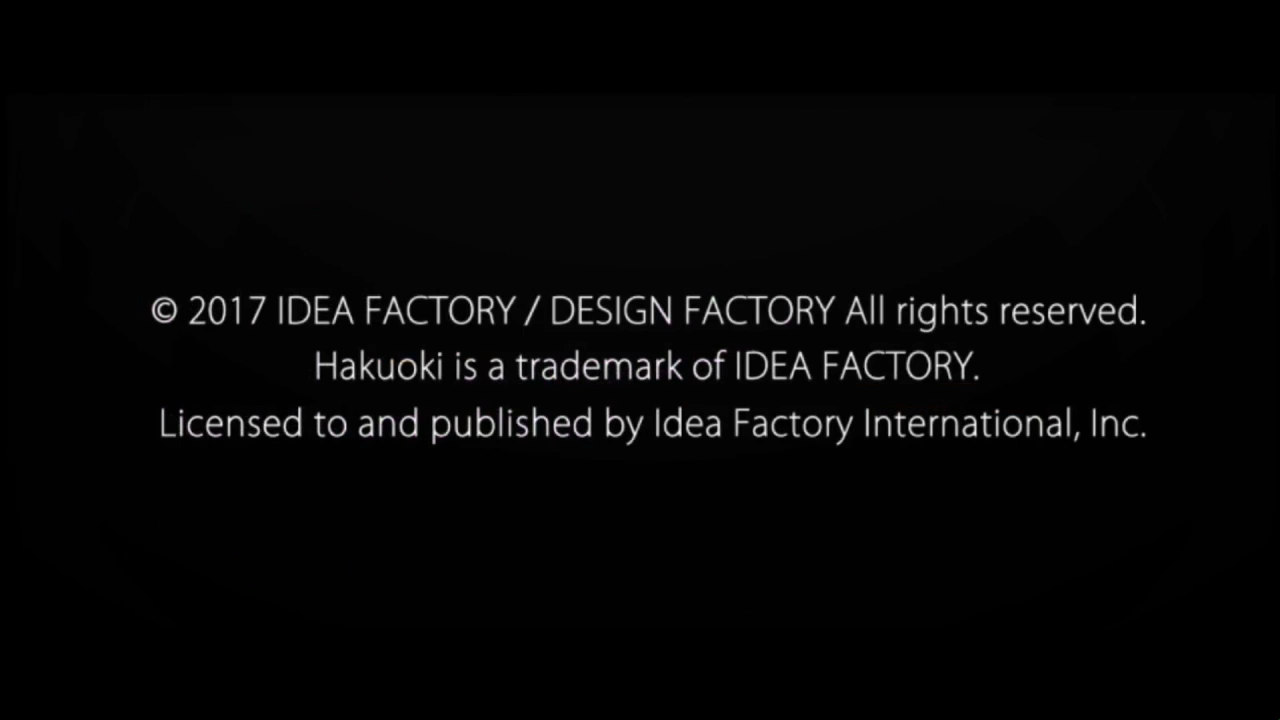 © 2017 IDEA FACTORY / DESIGN FACTORY All rights reserved.
Hakuoki is a trademark of IDEA FACTORY.
Licensed to and published by Idea Factory International, Inc.